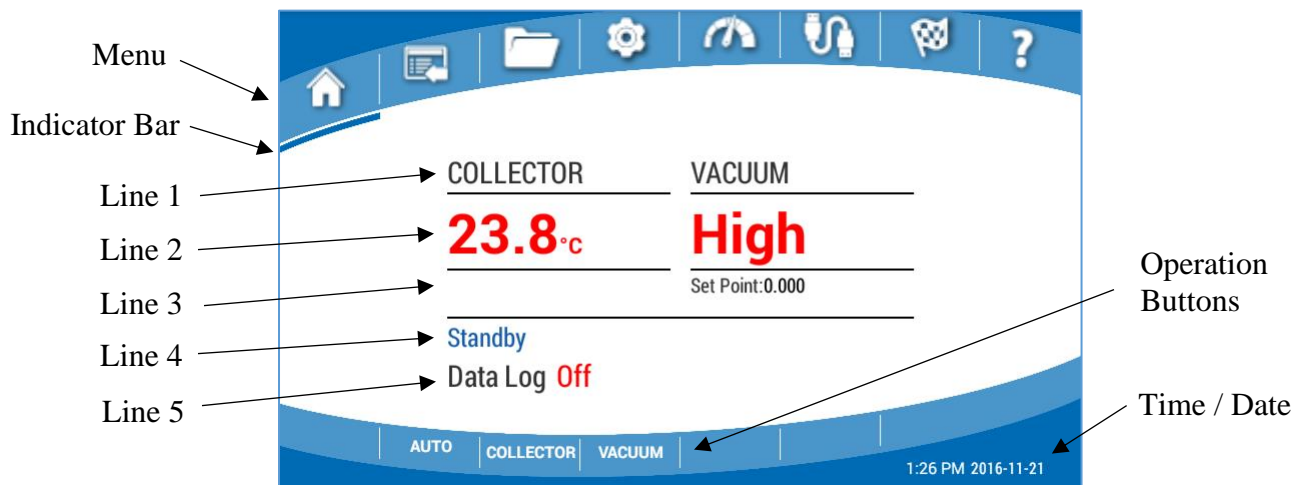 Menu
Indicator Bar
?
Line 1
COLLECTOR VACUUM
Line 2
23.8°C High
Line 3
Set Point:0.000
Line 4
Standby
Line 5
Data Log Off
Operation
Buttons
Time / Date
AUTO COLLECTOR VACUUM
1:26 PM 2016-11-21